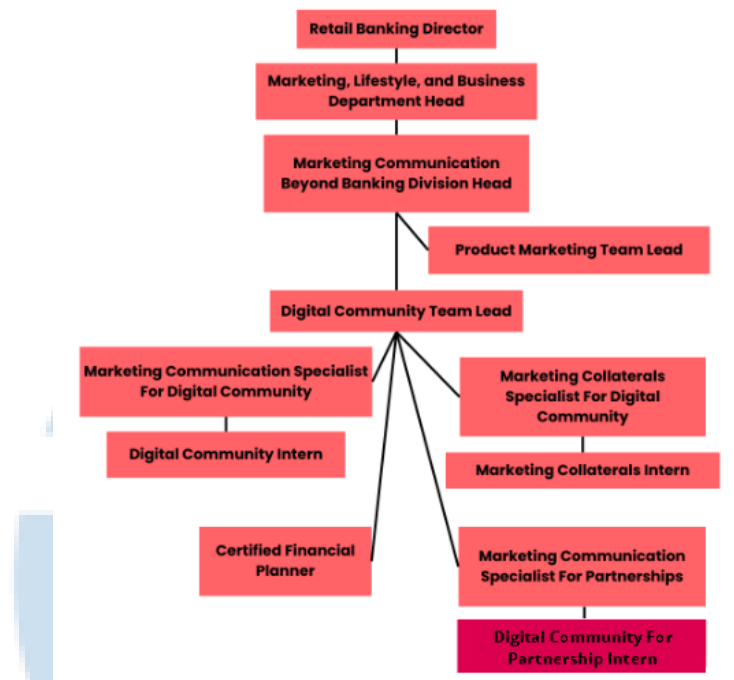 Retail Banking Director
Marketing, Lifestyle, and Business
Department Head
Marketing Communication
Beyond Banking Division Head
Product Marketing Team Lead
Digital Community Team Lead
Marketing Communication Specialist
For Digital Community
Digital Community Intern
Marketing Collaterals
Specialist For Digital
Community
Marketing Collaterals Intern
Certified Financial
Planner
Marketing Communication
Specialist For Partnerships
Digital Community For
Partnership Intern